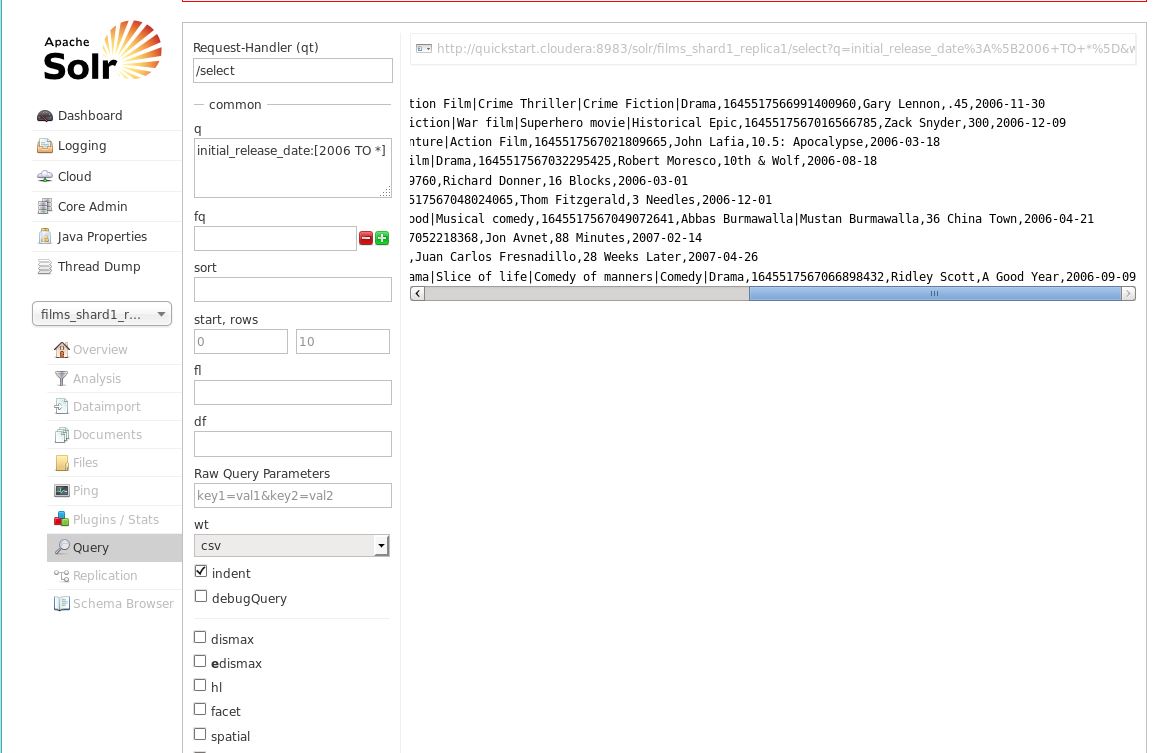 Apache
Solr
Dashboard
Logging
Cloud
Core Admin
Java Properties
Thread Dump
films_shard1_r...
Overview
Analysis
Dataimport
Documents
Files
Ping
Plugins / Stats
Query
Replication
Schema Browser
Request-Handler (qt)
/select
common
q
initial_release_date:[2006 TO *]
fq
sort
start, rows
0 10
fl
df
Raw Query Parameters
key1=val1&key2=val2
wt
csv
indent
debugQuery
dismax
edismax
hl
facet
spatial
http://quickstart.cloudera:8983/solr/films_shard1_replica1/select?q=initial_release_date%3A%5B2006+TO+*%5D&w
tion Film|Crime Thriller|Crime Fiction|Drama,1645517566991400960,Gary Lennon,.45,2006-11-30
iction|War film|Superhero movie|Historical Epic,1645517567016566785,Zack Snyder,300,2006-12-09
nture|Action Film,1645517567021809665,John Lafia,10.5: Apocalypse,2006-03-18
ilm|Drama,1645517567032295425,Robert Moresco,10th & Wolf,2006-08-18
9760,Richard Donner,16 Blocks,2006-03-01
517567048024065,Thom Fitzgerald,3 Needles,2006-12-01
ood|Musical comedy,1645517567049072641,Abbas Burmawalla|Mustan Burmawalla,36 China Town,2006-04-21
7052218368,Jon Avnet,88 Minutes,2007-02-14
,Juan Carlos Fresnadillo,28 Weeks Later,2007-04-26
ama|Slice of life|Comedy of manners|Comedy|Drama,1645517567066898432,Ridley Scott,A Good Year,2006-09-09